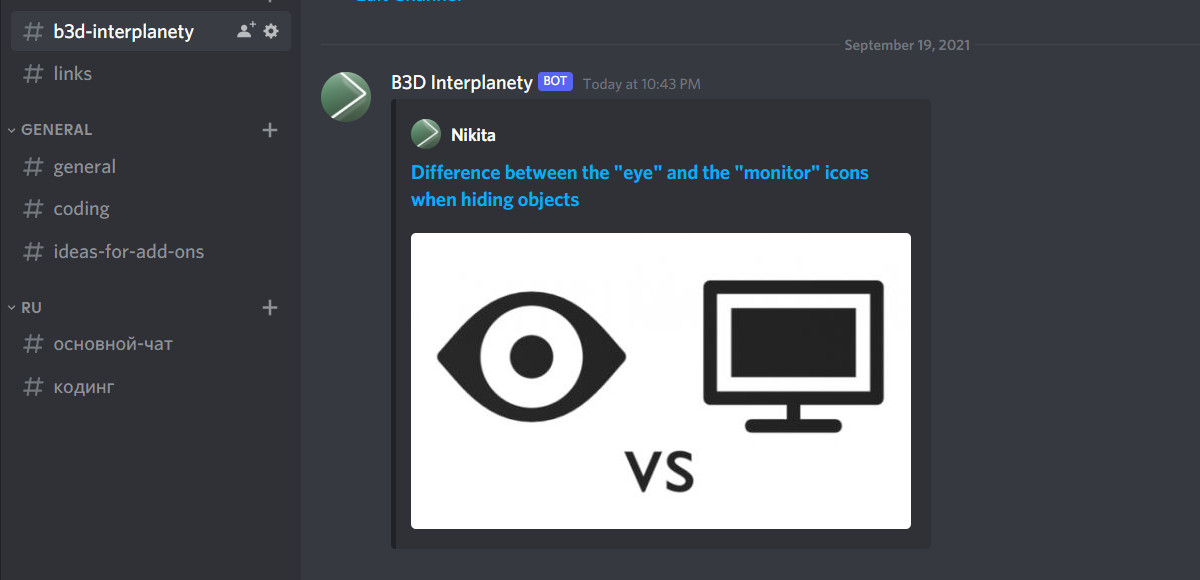 Edit Channel
# b3d-interplanety
# links
GENERAL
# general
# coding
# ideas-for-add-ons
RU
# основной-чат
# кодинг
September 19, 2021
B3D Interplanety BOT Today at 10:43 PM
Nikita
Difference between the "eye" and the "monitor" icons
when hiding objects
VS